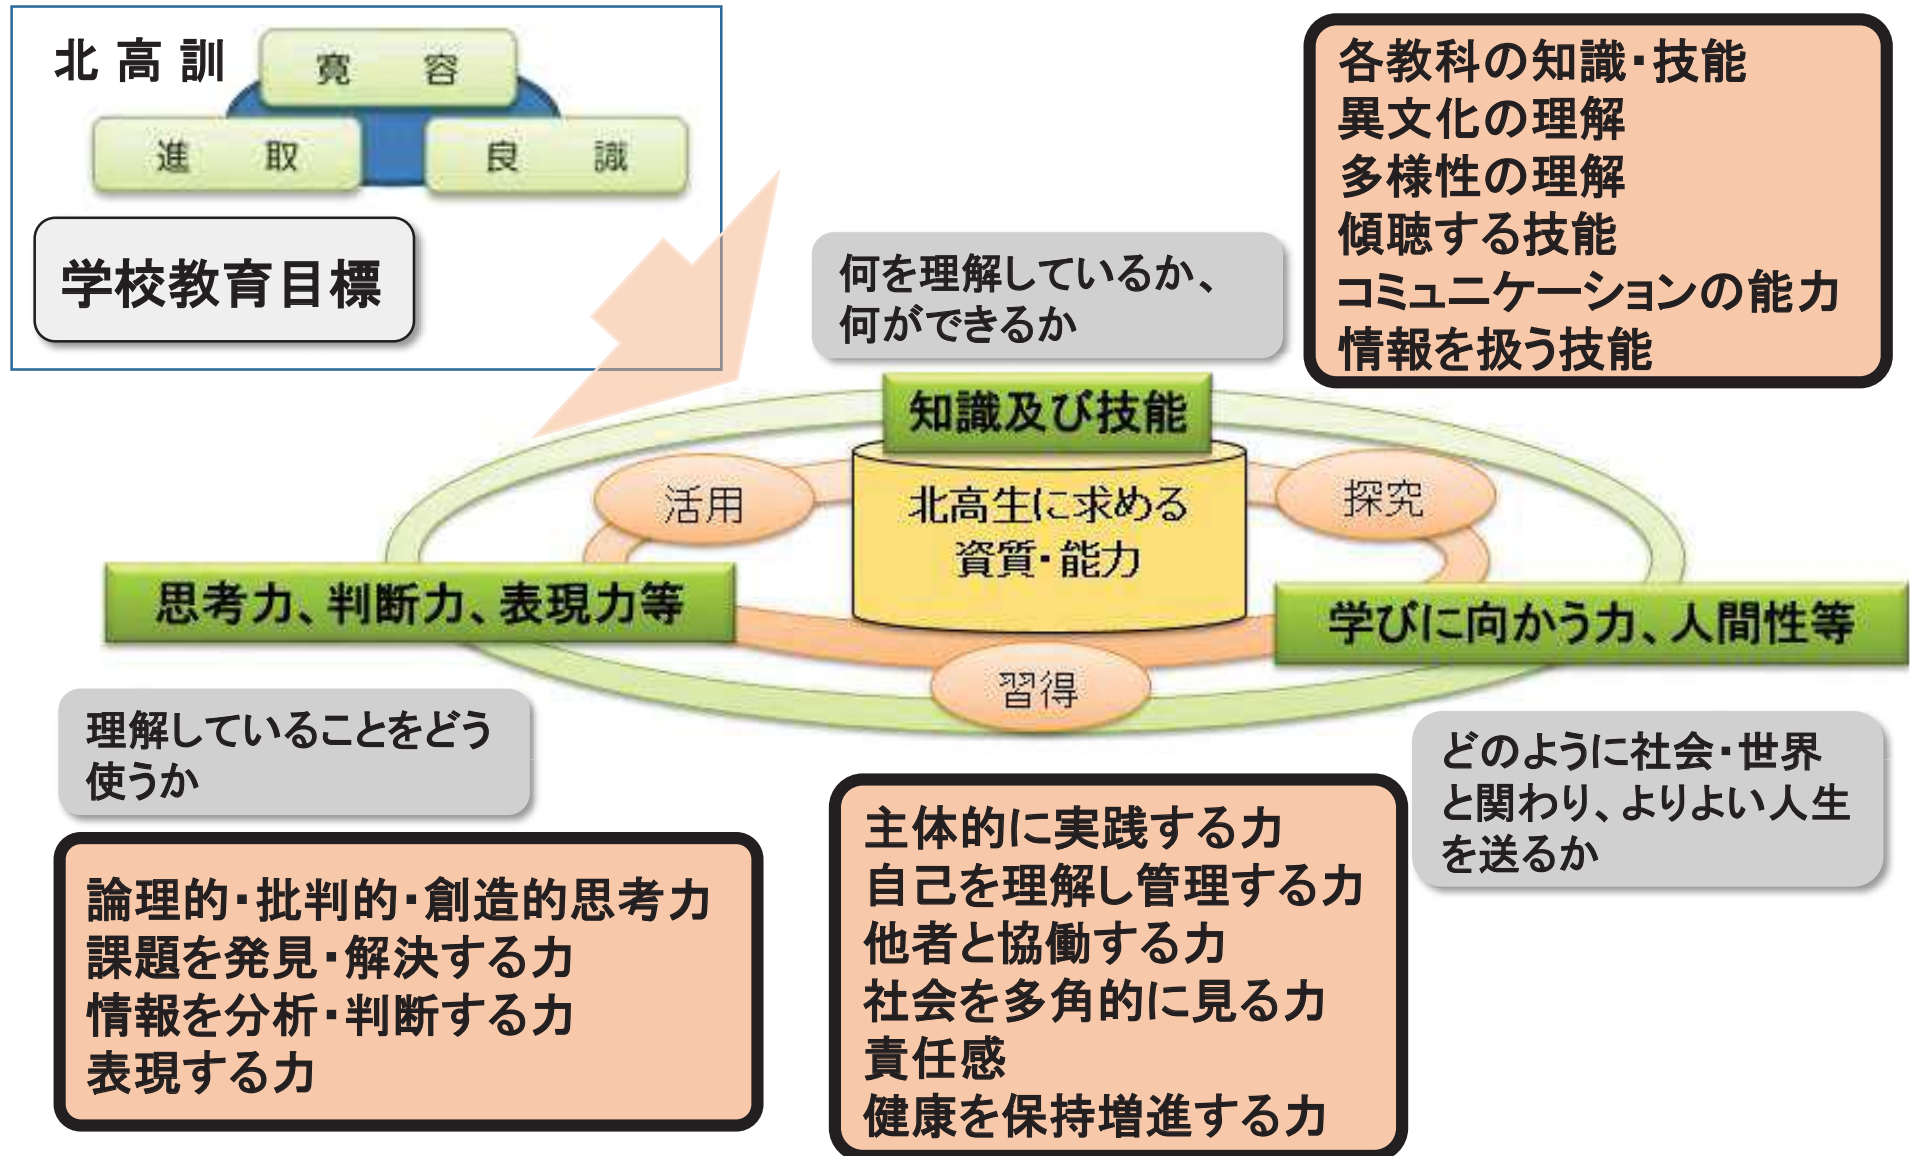 北高訓
寛容
進取
良識
学校教育目標
各教科の知識・技能
異文化の理解
多様性の理解
傾聴する技能
コミュニケーションの能力
情報を扱う技能
何を理解しているか、
何ができるか
知識及び技能
活用
探究
北高生に求める
資質・能力
思考力、判断力、表現力等
学びに向かう力、人間性等
習得
理解していることをどう
使うか
どのように社会・世界
と関わり、よりよい人生
を送るか
論理的・批判的・創造的思考力
課題を発見・解決する力
情報を分析・判断する力
表現する力
主体的に実践する力
自己を理解し管理する力
他者と協働する力
社会を多角的に見る力
責任感
健康を保持増進する力